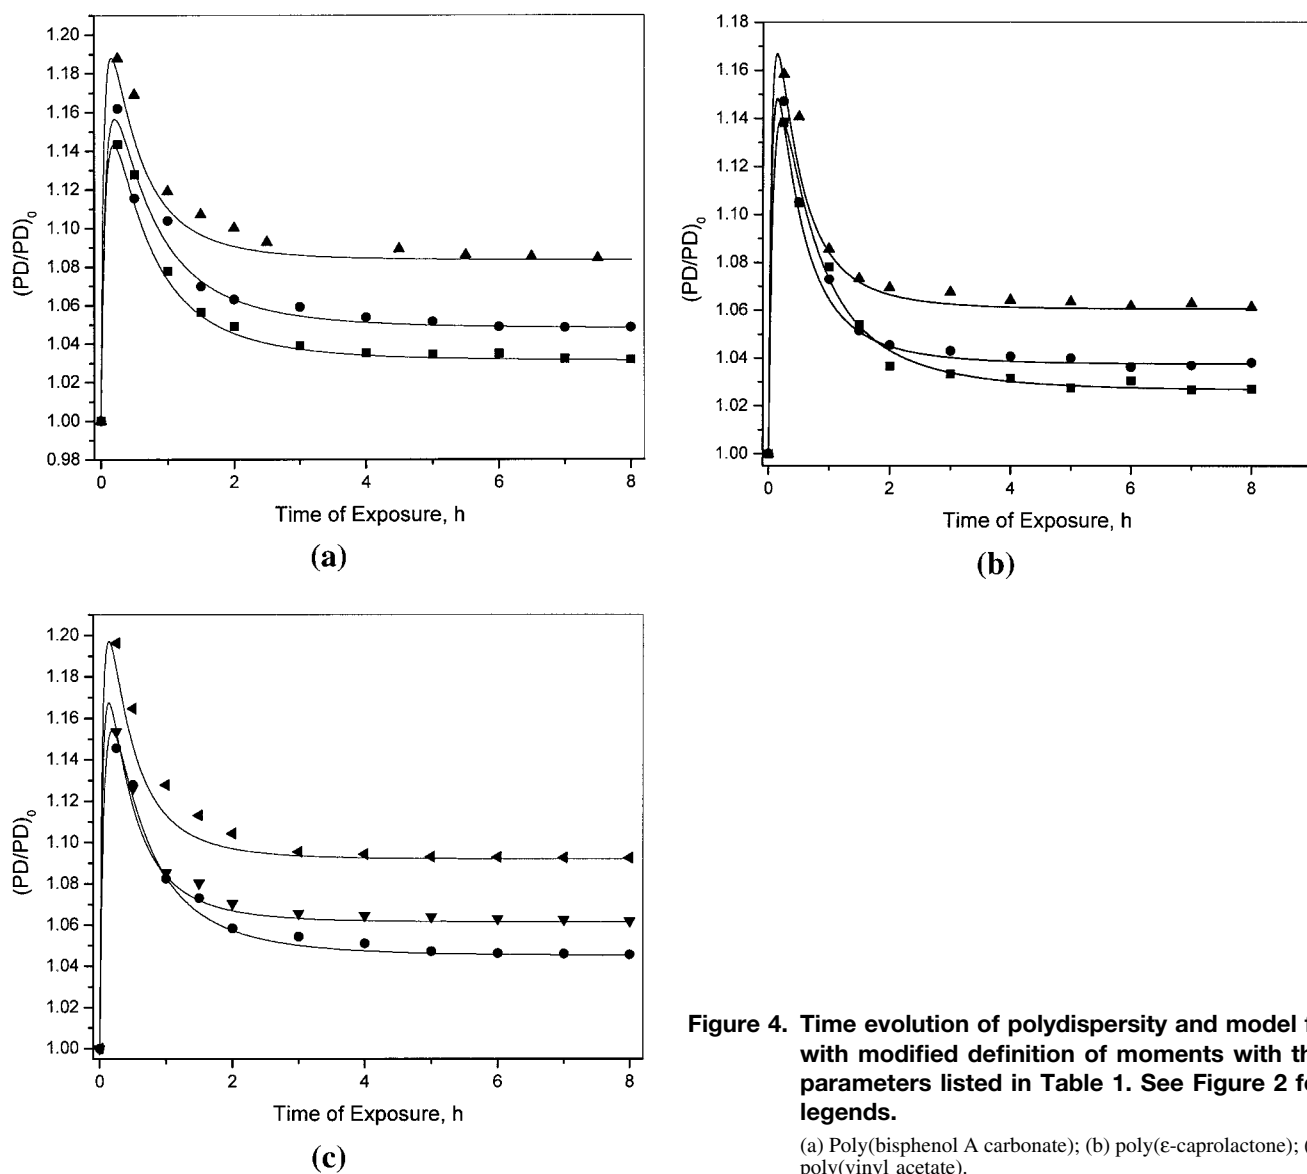 1.20
1.18
1.16
1.14
1.12
1.10
1.08
1.06
1.04
1.02
1.00
0.98
(PD/PD)₀
0 2 4 6 8
Time of Exposure, h
(a)
1.18
1.16
1.14
1.12
1.10
1.08
1.06
1.04
1.02
1.00
(PD/PD)₀
0 2 4 6 8
Time of Exposure, h
(b)
1.20
1.18
1.16
1.14
1.12
1.10
1.08
1.06
1.04
1.02
1.00
(PD/PD)₀
0 2 4 6 8
Time of Exposure, h
(c)
Figure 4. Time evolution of polydispersity and model
with modified definition of moments with
parameters listed in Table 1. See Figure 2
legends.
(a) Poly(bisphenol A carbonate); (b) poly(ε-caprolactone);
poly(vinyl acetate).